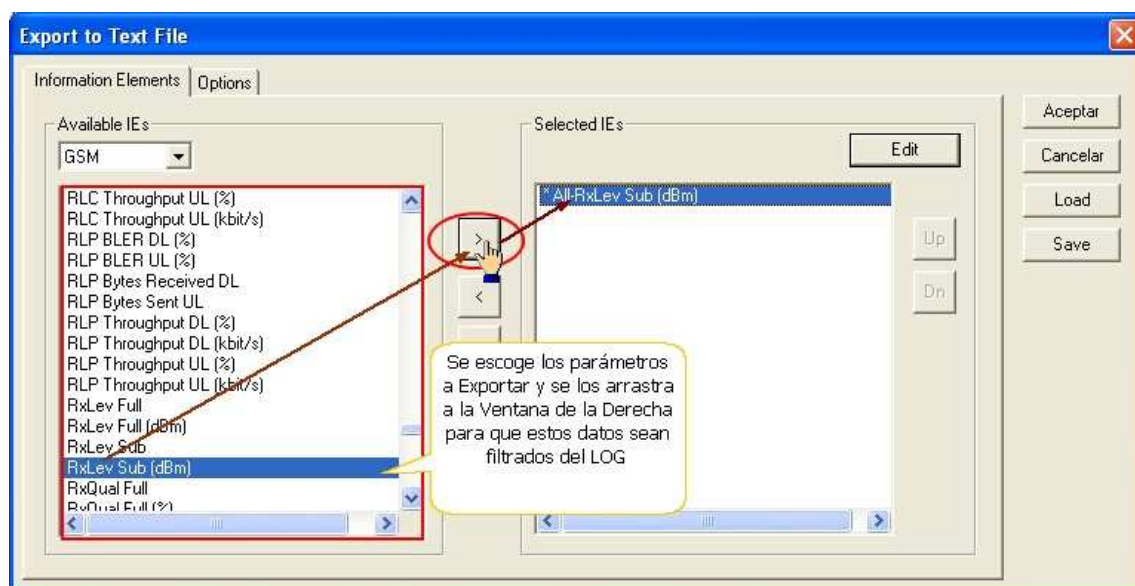 Export to Text File
Information Elements
Options
Available IEs
GSM
RLC Throughput UL (%)
RLC Throughput UL (kbit/s)
RLP BLER DL (%)
RLP BLER UL (%)
RLP Bytes Received DL
RLP Bytes Sent UL
RLP Throughput DL (%)
RLP Throughput DL (kbit/s)
RLP Throughput UL (%)
RLP Throughput UL (kbit/s)
RxLev Full
RxLev Full (dBm)
RxLev Sub
RxLev Sub (dBm)
RxQual Full
RxQual Full (%)
>
<
Selected IEs
Edit
* All-RxLev Sub (dBm)
Up
Dn
Aceptar
Cancelar
Load
Save
Se escoge los parámetros
a Exportar y se los arrastra
a la Ventana de la Derecha
para que estos datos sean
filtrados del LOG